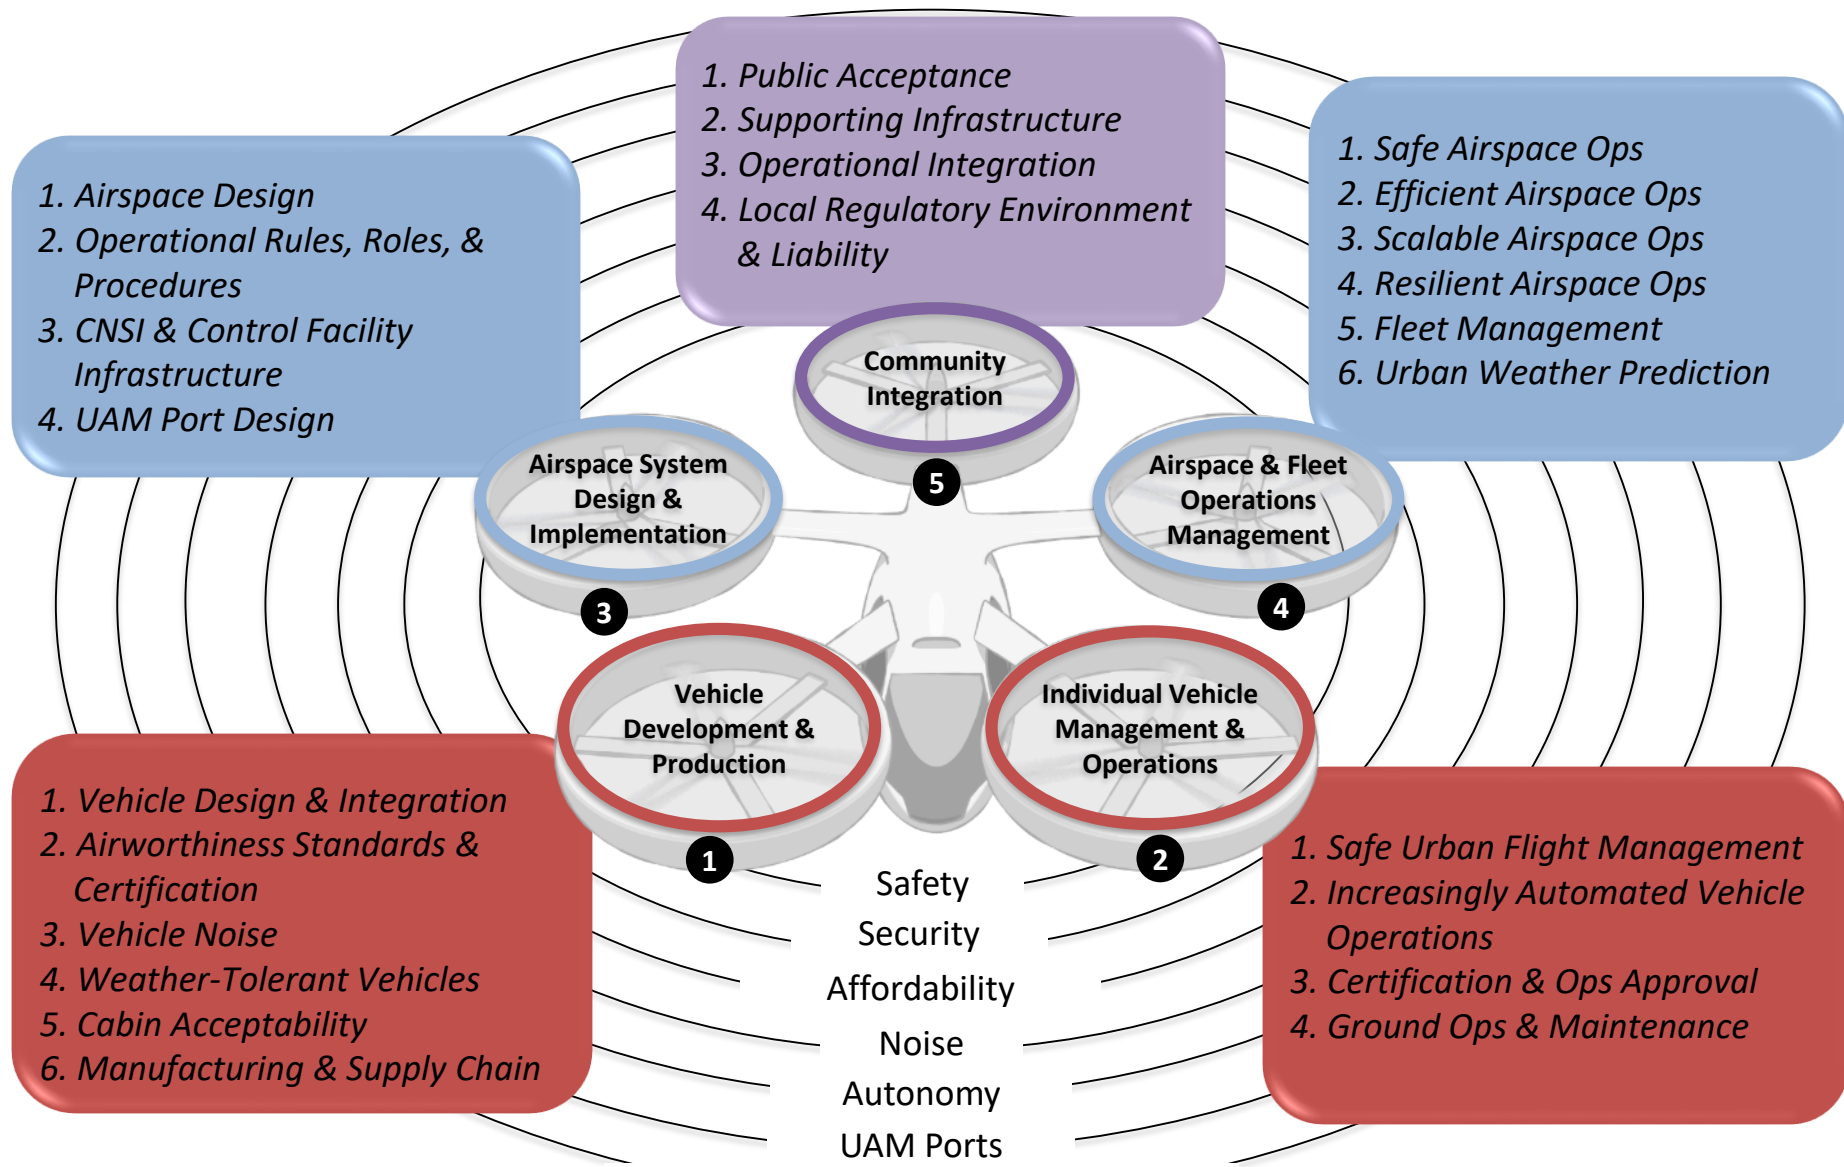 1. Public Acceptance
2. Supporting Infrastructure
3. Operational Integration
4. Local Regulatory Environment
& Liability
1. Airspace Design
2. Operational Rules, Roles, &
Procedures
3. CNSI & Control Facility
Infrastructure
4. UAM Port Design
1. Safe Airspace Ops
2. Efficient Airspace Ops
3. Scalable Airspace Ops
4. Resilient Airspace Ops
5. Fleet Management
6. Urban Weather Prediction
Community
Integration
5
Airspace System
Design &
Implementation
3
Airspace & Fleet
Operations
Management
4
Vehicle
Development &
Production
1
Individual Vehicle
Management &
Operations
2
1. Vehicle Design & Integration
2. Airworthiness Standards &
Certification
3. Vehicle Noise
4. Weather-Tolerant Vehicles
5. Cabin Acceptability
6. Manufacturing & Supply Chain
Safety
Security
Affordability
Noise
Autonomy
UAM Ports
1. Safe Urban Flight Management
2. Increasingly Automated Vehicle
Operations
3. Certification & Ops Approval
4. Ground Ops & Maintenance